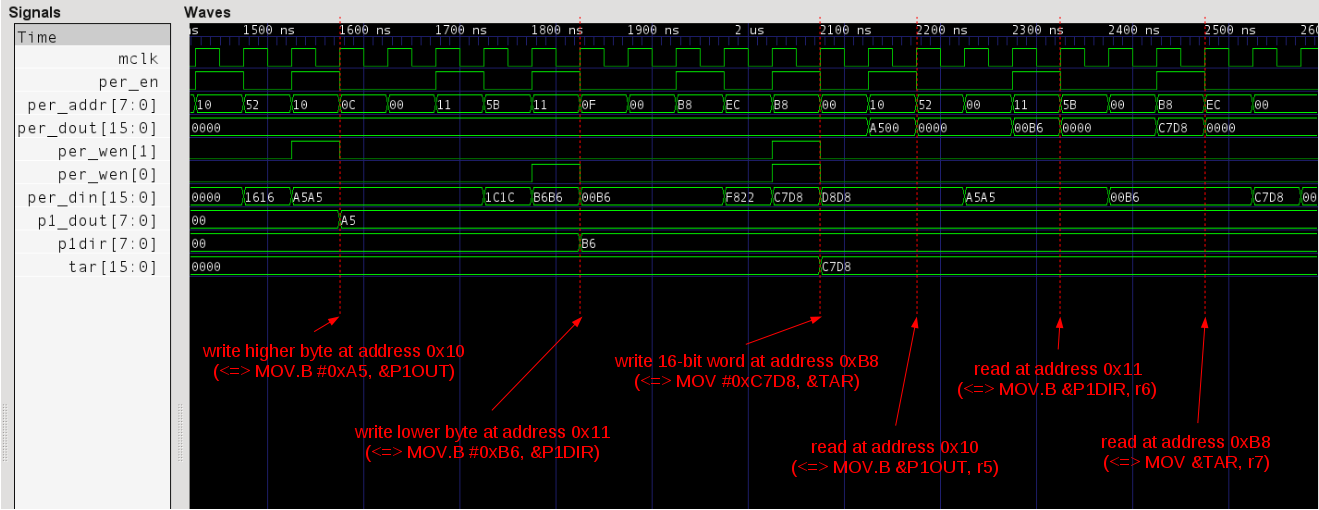 Signals
Waves
Time
ns 1500 ns 1600 ns 1700 ns 1800 ns 1900 ns 2 us 2100 ns 2200 ns 2300 ns 2400 ns 2500 ns 260
mclk
per_en
per_addr[7:0] 10 52 10 0C 00 11 5B 11 0F 00 B8 EC B8 00 10 52 00 11 5B 00 B8 EC 00
per_dout[15:0] 0000 A500 0000 00B6 0000 C7D8 0000
per_wen[1]
per_wen[0]
per_din[15:0] 0000 1616 A5A5 1C1C B6B6 00B6 F822 C7D8 D8D8 A5A5 00B6 C7D8 00
p1_dout[7:0] 00 A5
p1dir[7:0] 00 B6
tar[15:0] 0000 C7D8
write higher byte at address 0x10
(<=> MOV.B #0xA5, &P1OUT)
write lower byte at address 0x11
(<=> MOV.B #0xB6, &P1DIR)
write 16-bit word at address 0xB8
(<=> MOV #0xC7D8, &TAR)
read at address 0x10
(<=> MOV.B &P1OUT, r5)
read at address 0x11
(<=> MOV.B &P1DIR, r6)
read at address 0xB8
(<=> MOV &TAR, r7)